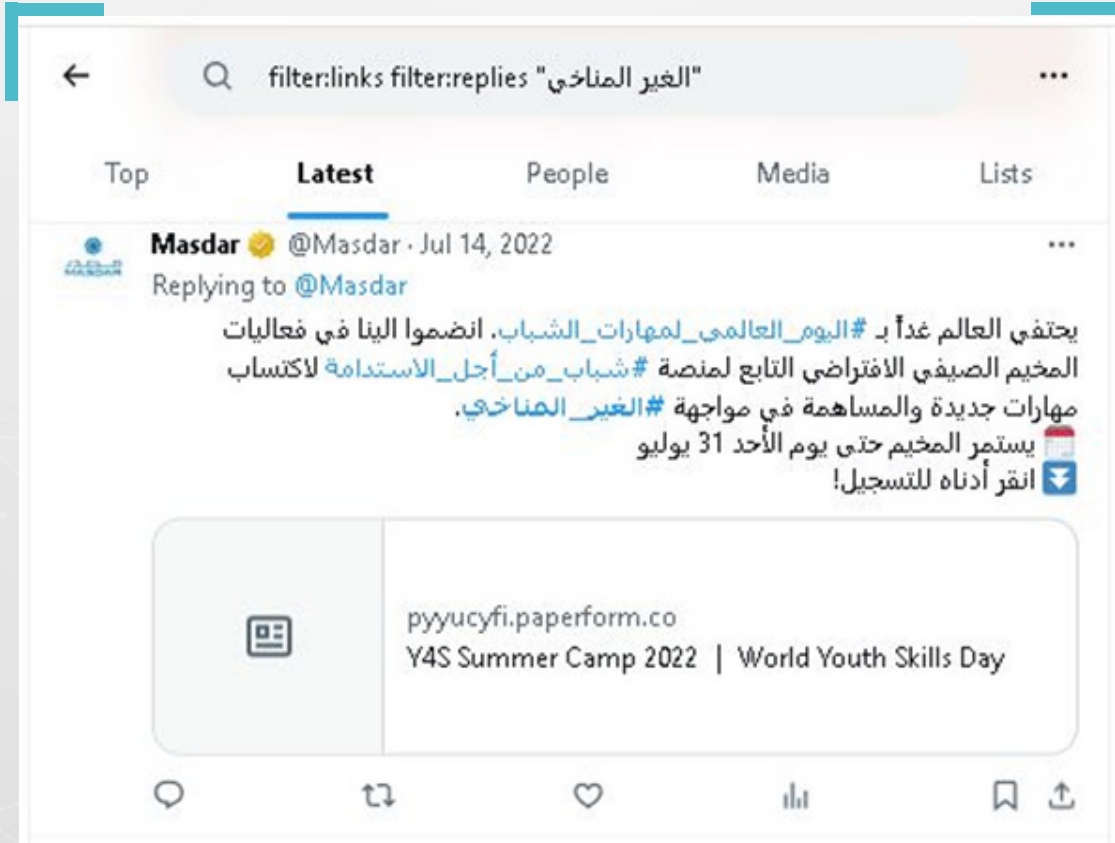 filter:links filter:replies "الغير المناخي"
Top Latest People Media Lists
Masdar @Masdar · Jul 14, 2022
Replying to @Masdar
يحتفي العالم غداً بـ #اليوم_العالمي_لمهارات_الشباب. انضموا الينا في فعاليات
المخيم الصيفي الافتراضي التابع لمنصة #شباب_من_أجل_الاستدامة لاكتساب
مهارات جديدة والمساهمة في مواجهة #الغير_المناخي.
يستمر المخيم حتى يوم الأحد 31 يوليو
انقر أدناه للتسجيل!
pyyucyfi.paperform.co
Y4S Summer Camp 2022 | World Youth Skills Day